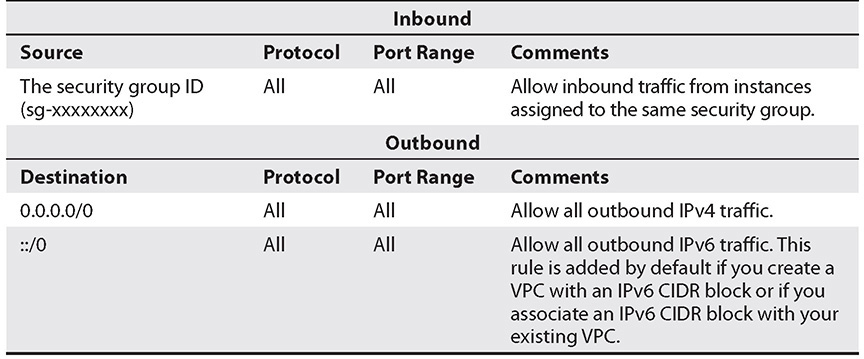 Inbound
Source Protocol Port Range Comments
The security group ID All All Allow inbound traffic from instances
(sg-xxxxxxxx) assigned to the same security group.
Outbound
Destination Protocol Port Range Comments
0.0.0.0/0 All All Allow all outbound IPv4 traffic.
::/0 All All Allow all outbound IPv6 traffic. This
rule is added by default if you create a
VPC with an IPv6 CIDR block or if you
associate an IPv6 CIDR block with your
existing VPC.